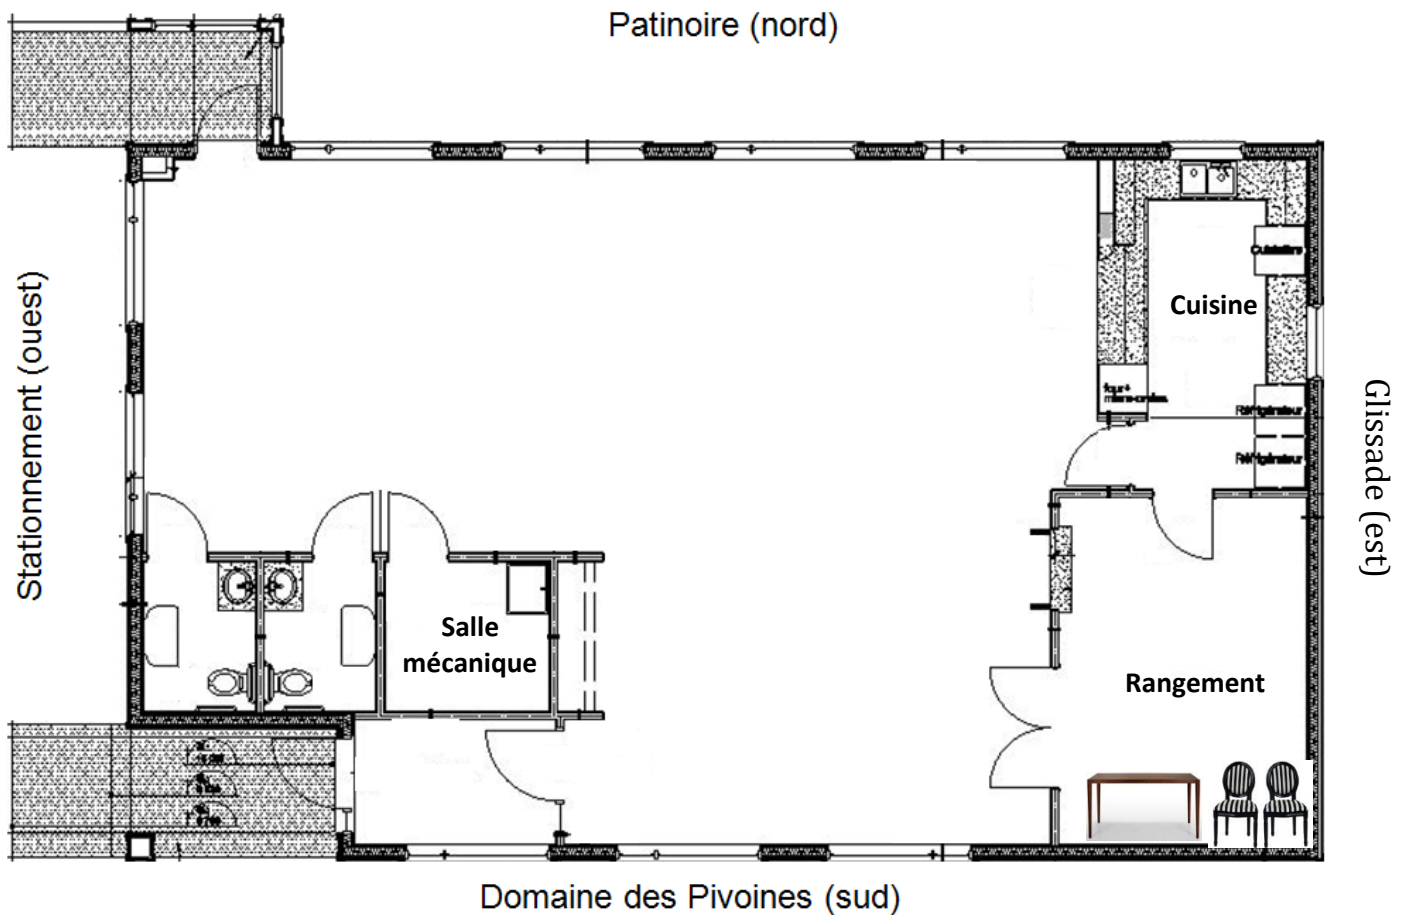 Patinoire (nord)
Stationnement (ouest)
Cuisinière
Cuisine
four+
micro-ondes.
Réfrigérateur
Réfrigérateur
Glissade (est)
Salle
mécanique
Rangement
Domaine des Pivoines (sud)